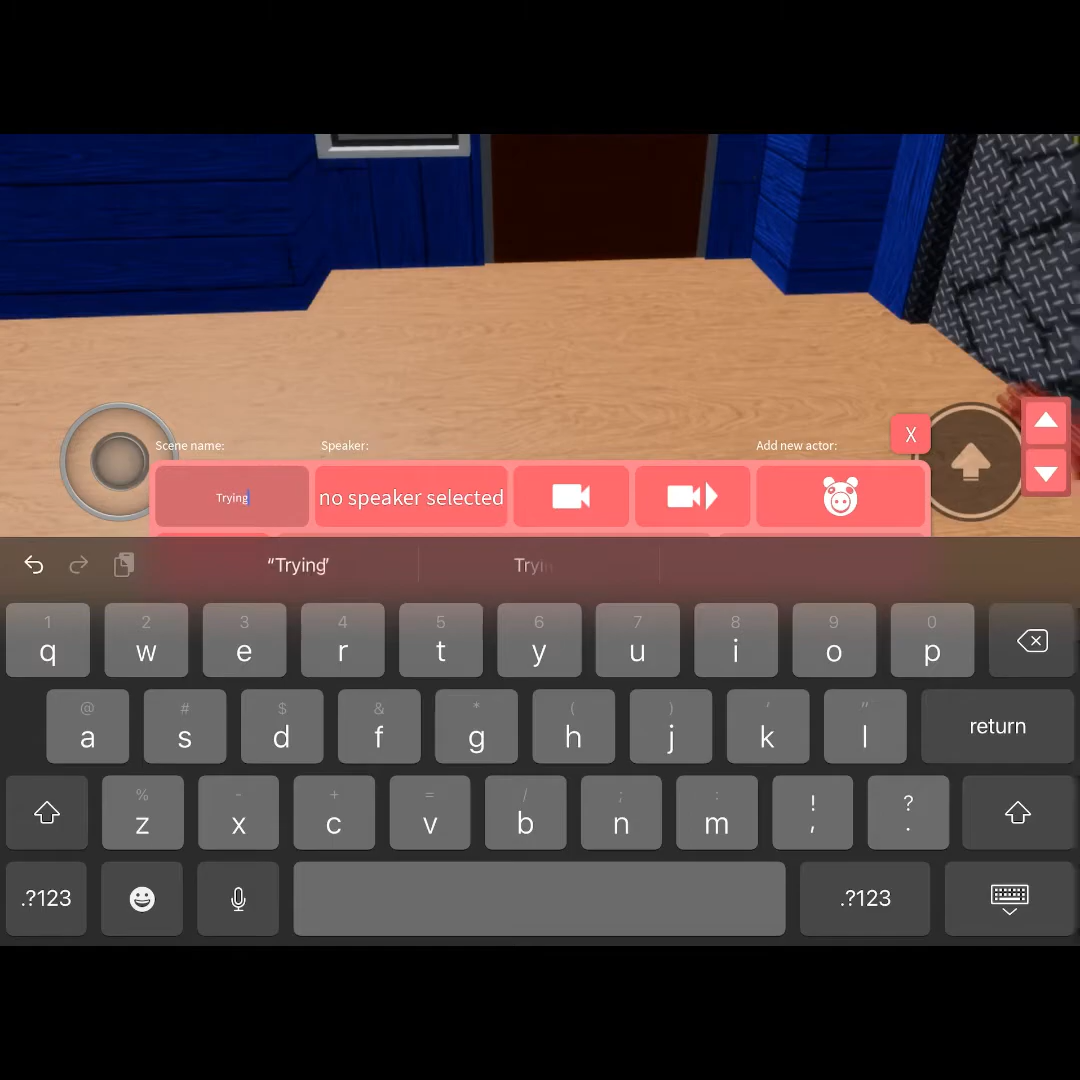 Scene name:
Speaker:
Add new actor:
X
Trying
no speaker selected
“Trying”
Tryin
1 2 3 4 5 6 7 8 9 0
q w e r t y u i o p
@ # $ & * ( ) ' "
a s d f g h j k l return
% - + = / ; : ! ?
z x c v b n m , .
.?123 .?123